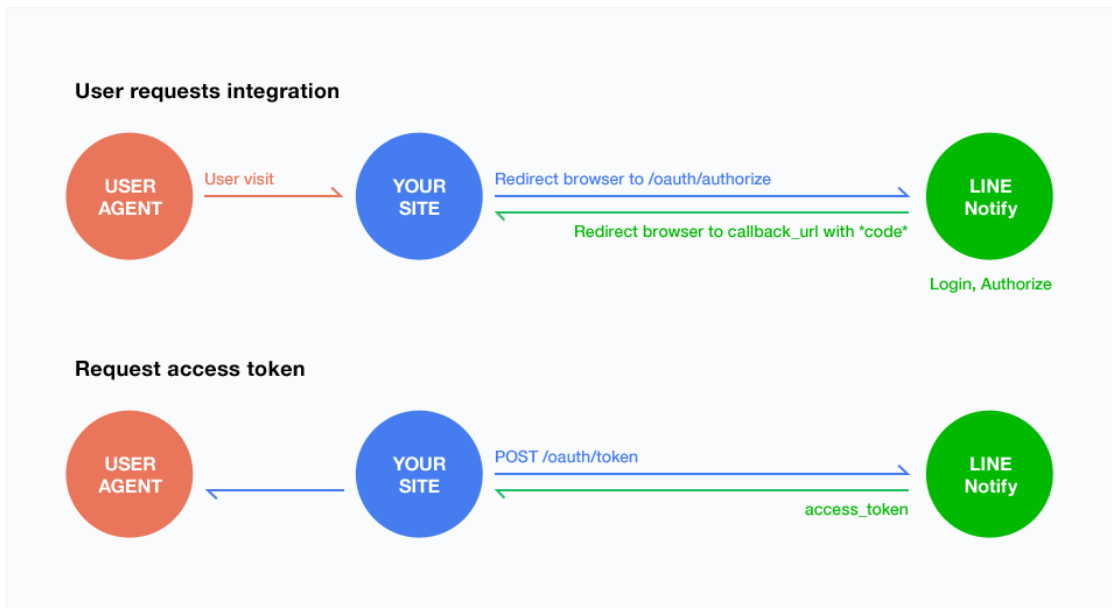 User requests integration
USER
AGENT
User visit
YOUR
SITE
Redirect browser to /oauth/authorize
Redirect browser to callback_url with *code*
LINE
Notify
Login, Authorize
Request access token
USER
AGENT
YOUR
SITE
POST /oauth/token
access_token
LINE
Notify